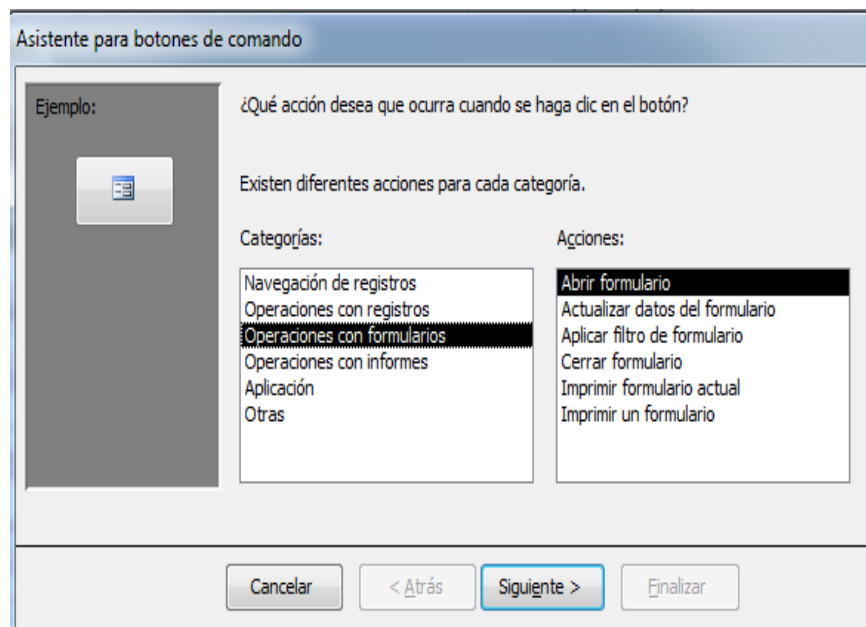 Asistente para botones de comando
Ejemplo:
¿Qué acción desea que ocurra cuando se haga clic en el botón?
Existen diferentes acciones para cada categoría.
Categorías:
Navegación de registros
Operaciones con registros
Operaciones con formularios
Operaciones con informes
Aplicación
Otras
Acciones:
Abrir formulario
Actualizar datos del formulario
Aplicar filtro de formulario
Cerrar formulario
Imprimir formulario actual
Imprimir un formulario
Cancelar
< Atrás
Siguiente >
Finalizar